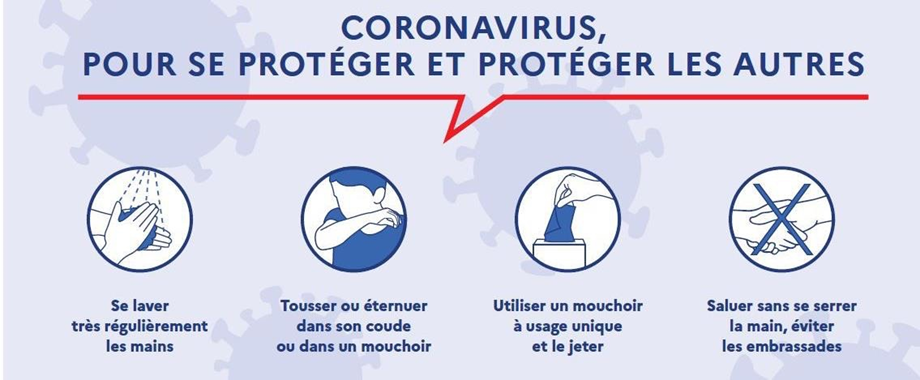 CORONAVIRUS,
POUR SE PROTÉGER ET PROTÉGER LES AUTRES
Se laver
très régulièrement
les mains
Tousser ou éternuer
dans son coude
ou dans un mouchoir
Utiliser un mouchoir
à usage unique
et le jeter
Saluer sans se serrer
la main, éviter
les embrassades